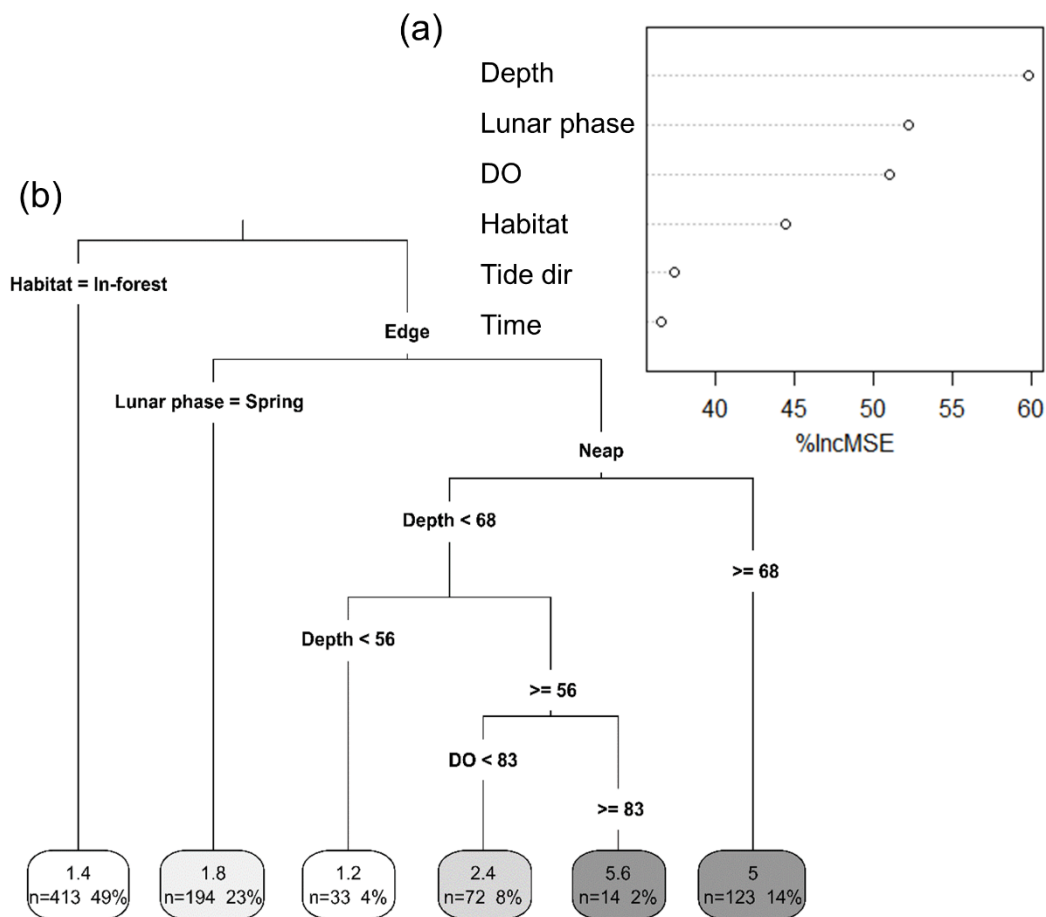 (a)
Depth
Lunar phase
DO
Habitat
Tide dir
Time
40 45 50 55 60
%IncMSE
(b)
Habitat = In-forest
Edge
Lunar phase = Spring
Neap
Depth < 68
>= 68
Depth < 56
>= 56
DO < 83
>= 83
1.4
n=413 49%
1.8
n=194 23%
1.2
n=33 4%
2.4
n=72 8%
5.6
n=14 2%
5
n=123 14%